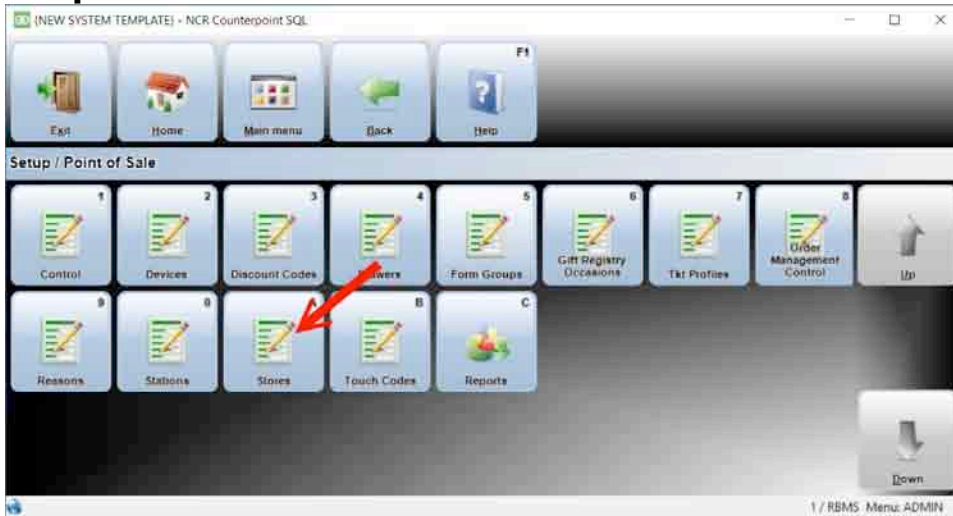 {NEW SYSTEM TEMPLATE} - NCR Counterpoint SQL
F1
Exit Home Main menu Back Help
Setup / Point of Sale
1 2 3 4 5 6 7 8
Control Devices Discount Codes Form Groups Gift Registry Occasions Tkt Profiles Order Management Control Up
9 0 A B C
Reasons Stations Stores Touch Codes Reports
Down
1 / RBMS Menu: ADMIN